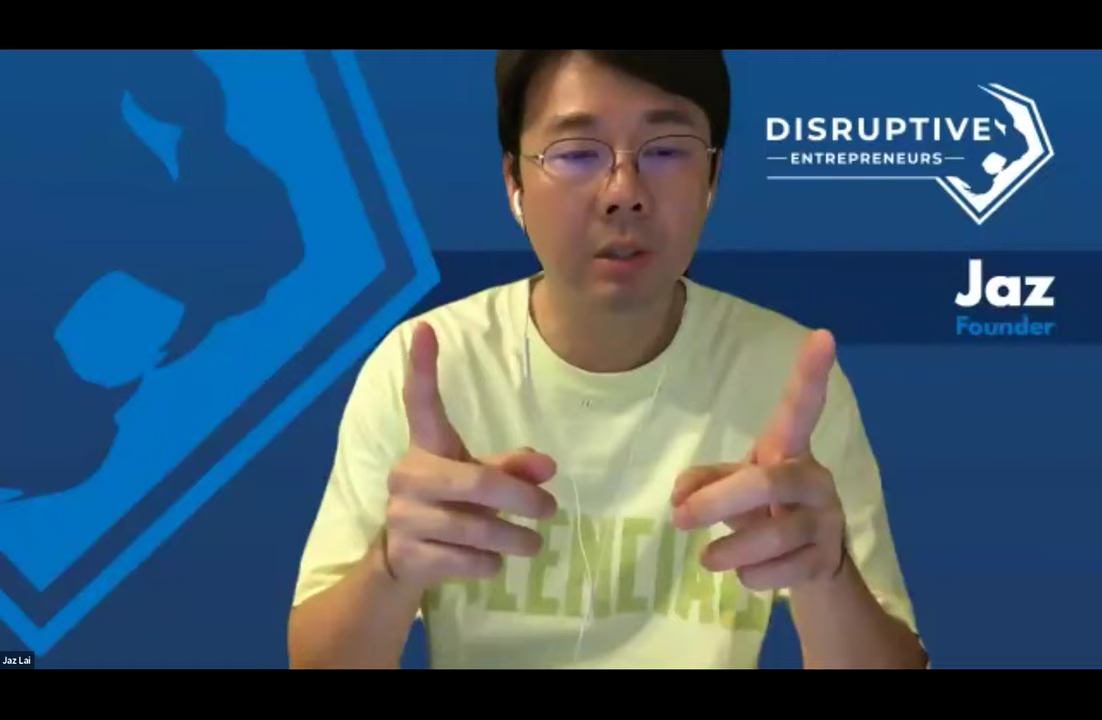 DISRUPTIVE
ENTREPRENEURS
Jaz
Founder
Jaz Lai